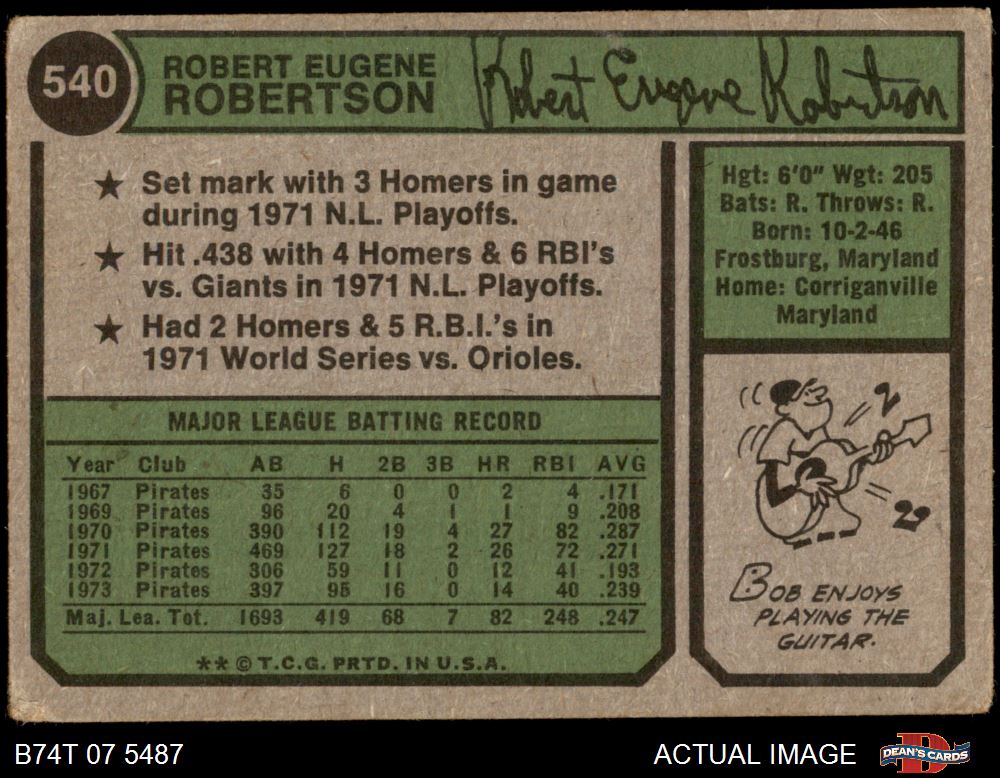 540
ROBERT EUGENE
ROBERTSON
Robert Eugene Robertson
★ Set mark with 3 Homers in game
during 1971 N.L. Playoffs.
★ Hit .438 with 4 Homers & 6 RBI's
vs. Giants in 1971 N.L. Playoffs.
★ Had 2 Homers & 5 R.B.I.'s in
1971 World Series vs. Orioles.
Hgt: 6'0" Wgt: 205
Bats: R. Throws: R.
Born: 10-2-46
Frostburg, Maryland
Home: Corriganville
Maryland
MAJOR LEAGUE BATTING RECORD
Year Club AB H 2B 3B HR RBI AVG
1967 Pirates 35 6 0 0 2 4 .171
1969 Pirates 96 20 4 1 1 9 .208
1970 Pirates 390 112 19 4 27 82 .287
1971 Pirates 469 127 18 2 26 72 .271
1972 Pirates 306 59 11 0 12 41 .193
1973 Pirates 397 95 16 0 14 40 .239
Maj. Lea. Tot. 1693 419 68 7 82 248 .247
** © T.C.G. PRTD. IN U.S.A.
BOB ENJOYS
PLAYING THE
GUITAR.
B74T 07 5487
ACTUAL IMAGE
DEAN'S CARDS